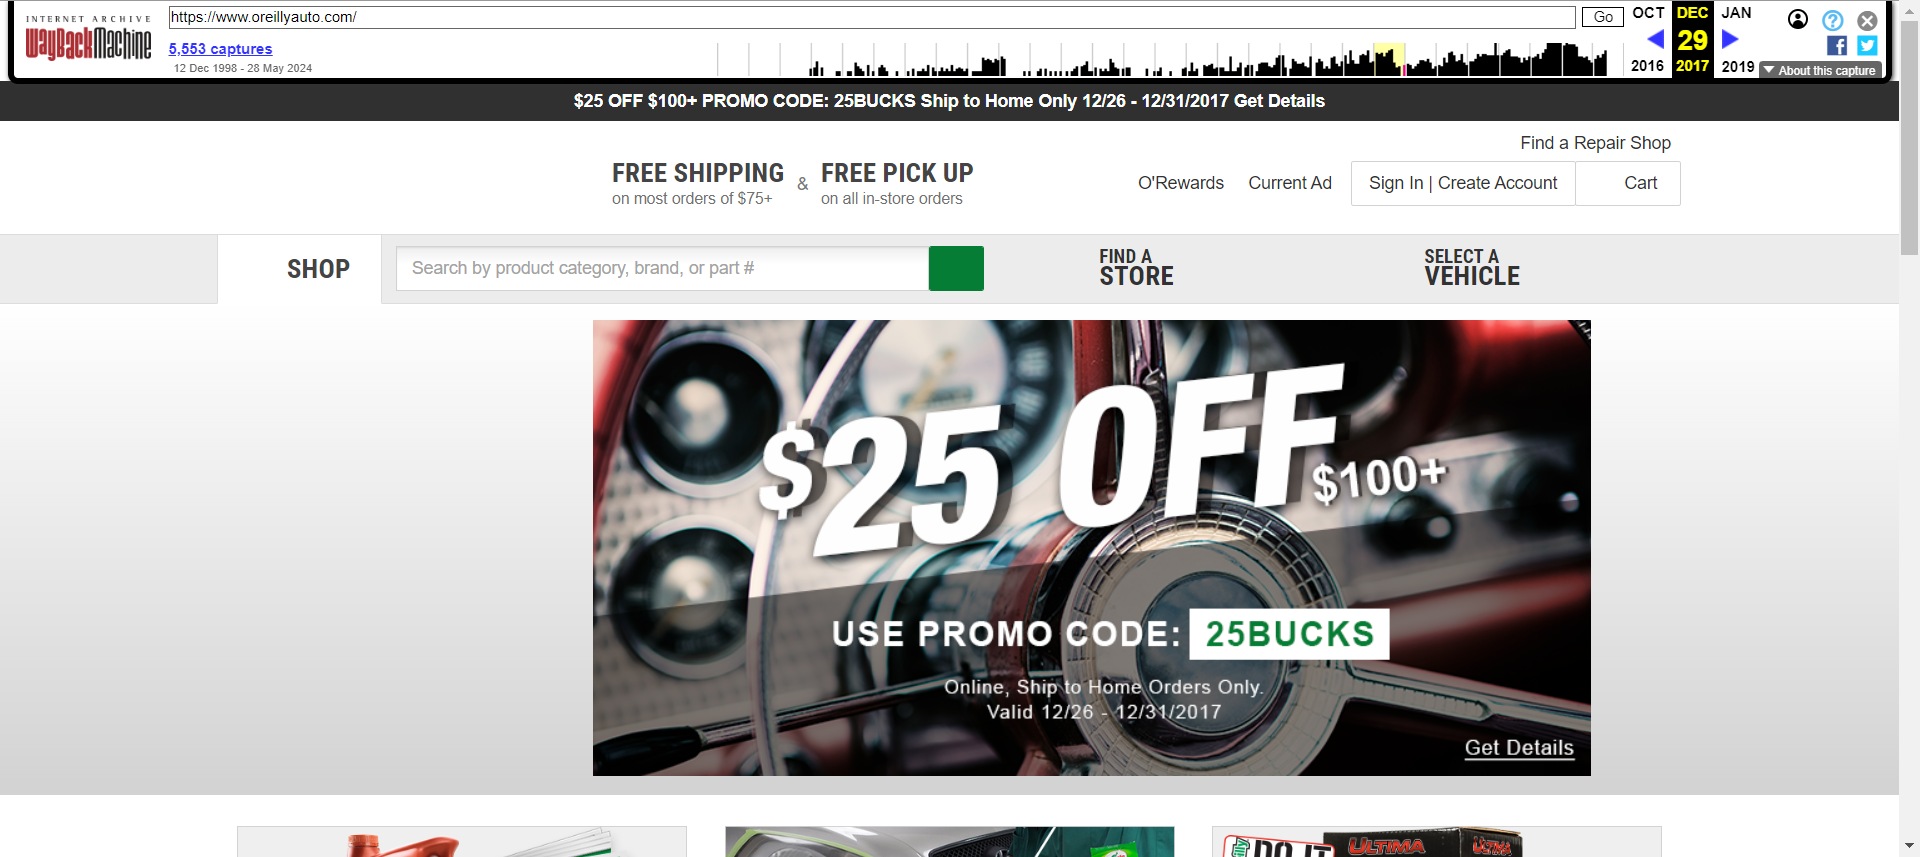 INTERNET ARCHIVE
WayBackMachine
https://www.oreillyauto.com/
Go
OCT
DEC
JAN
5,553 captures
29
12 Dec 1998 - 28 May 2024
2016
2017
2019
About this capture
$25 OFF $100+ PROMO CODE: 25BUCKS Ship to Home Only 12/26 - 12/31/2017 Get Details
Find a Repair Shop
FREE SHIPPING
on most orders of $75+
&
FREE PICK UP
on all in-store orders
O'Rewards
Current Ad
Sign In | Create Account
Cart
SHOP
Search by product category, brand, or part #
FIND A
STORE
SELECT A
VEHICLE
$25 OFF
$100+
USE PROMO CODE: 25BUCKS
Online, Ship to Home Orders Only.
Valid 12/26 - 12/31/2017
Get Details
DO IT
ULTIMA
ULTIMA